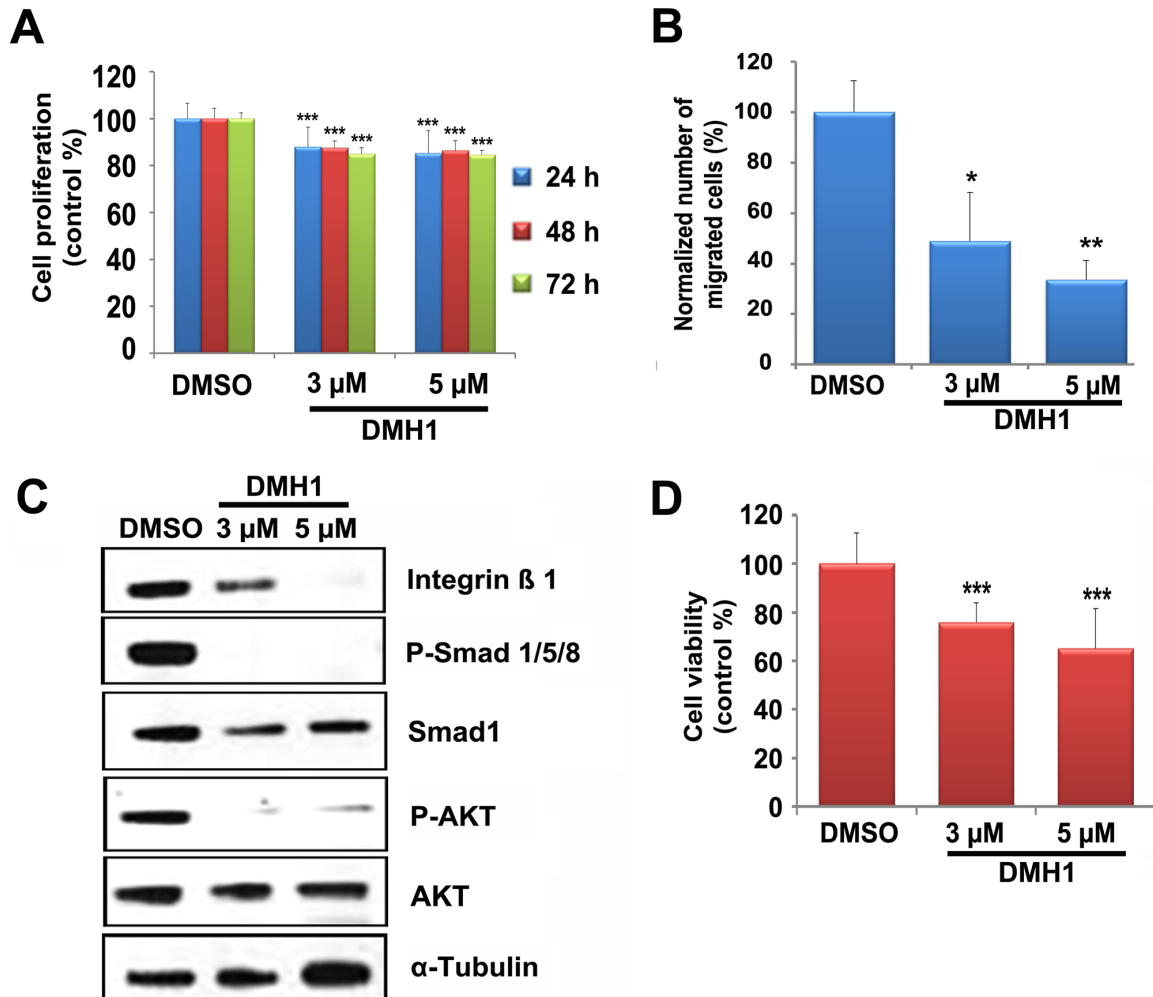 A
Cell proliferation
(control %)
120
100
80
60
40
20
0
***
***
***
***
***
***
24 h
48 h
72 h
DMSO
3 µM
5 µM
DMH1
B
Normalized number of
migrated cells (%)
120
100
80
60
40
20
0
*
**
DMSO
3 µM
5 µM
DMH1
C
DMH1
DMSO 3 µM 5 µM
Integrin ß 1
P-Smad 1/5/8
Smad1
P-AKT
AKT
α-Tubulin
D
Cell viability
(control %)
120
100
80
60
40
20
0
***
***
DMSO
3 µM
5 µM
DMH1